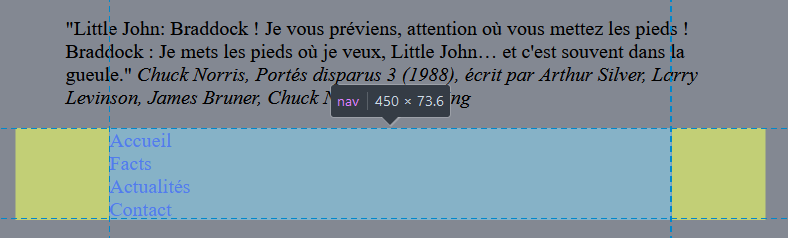 "Little John: Braddock ! Je vous préviens, attention où vous mettez les pieds !
Braddock : Je mets les pieds où je veux, Little John… et c'est souvent dans la
gueule." Chuck Norris, Portés disparus 3 (1988), écrit par Arthur Silver, Larry
Levinson, James Bruner, Chuck
nav 450 × 73.6
Accueil
Facts
Actualités
Contact